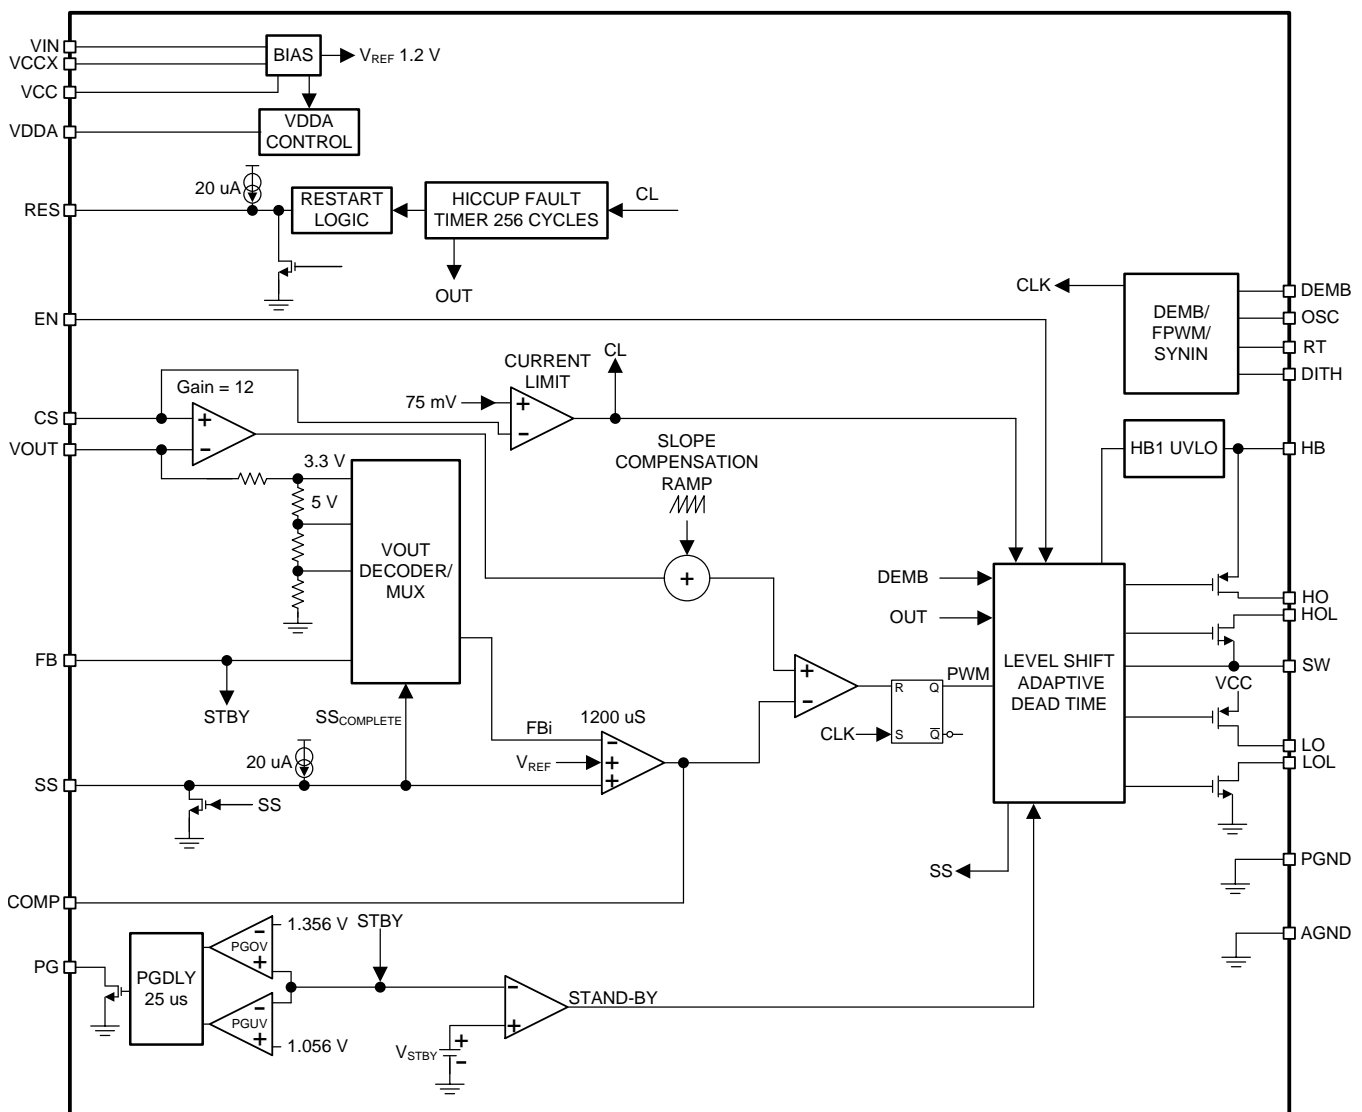 VIN
VCCX
VCC
VDDA
BIAS
VREF 1.2 V
VDDA
CONTROL
20 uA
RES
RESTART
LOGIC
HICCUP FAULT
TIMER 256 CYCLES
CL
OUT
EN
CLK
DEMB/
FPWM/
SYNIN
DEMB
OSC
RT
DITH
CURRENT
LIMIT
CL
Gain = 12
75 mV
+
-
CS
+
-
VOUT
3.3 V
5 V
VOUT
DECODER/
MUX
SLOPE
COMPENSATION
RAMP
+
HB1 UVLO
HB
DEMB
OUT
LEVEL SHIFT
ADAPTIVE
DEAD TIME
HO
HOL
SW
VCC
LO
LOL
FB
STBY
SSCOMPLETE
FBi
1200 uS
VREF
-
+
+
+
-
R
Q
S
Q
PWM
CLK
20 uA
SS
SS
SS
COMP
PGND
AGND
PG
PGDLY
25 us
PGOV
-
+
1.356 V
PGUV
-
+
1.056 V
STBY
-
+
STAND-BY
VSTBY
+
-